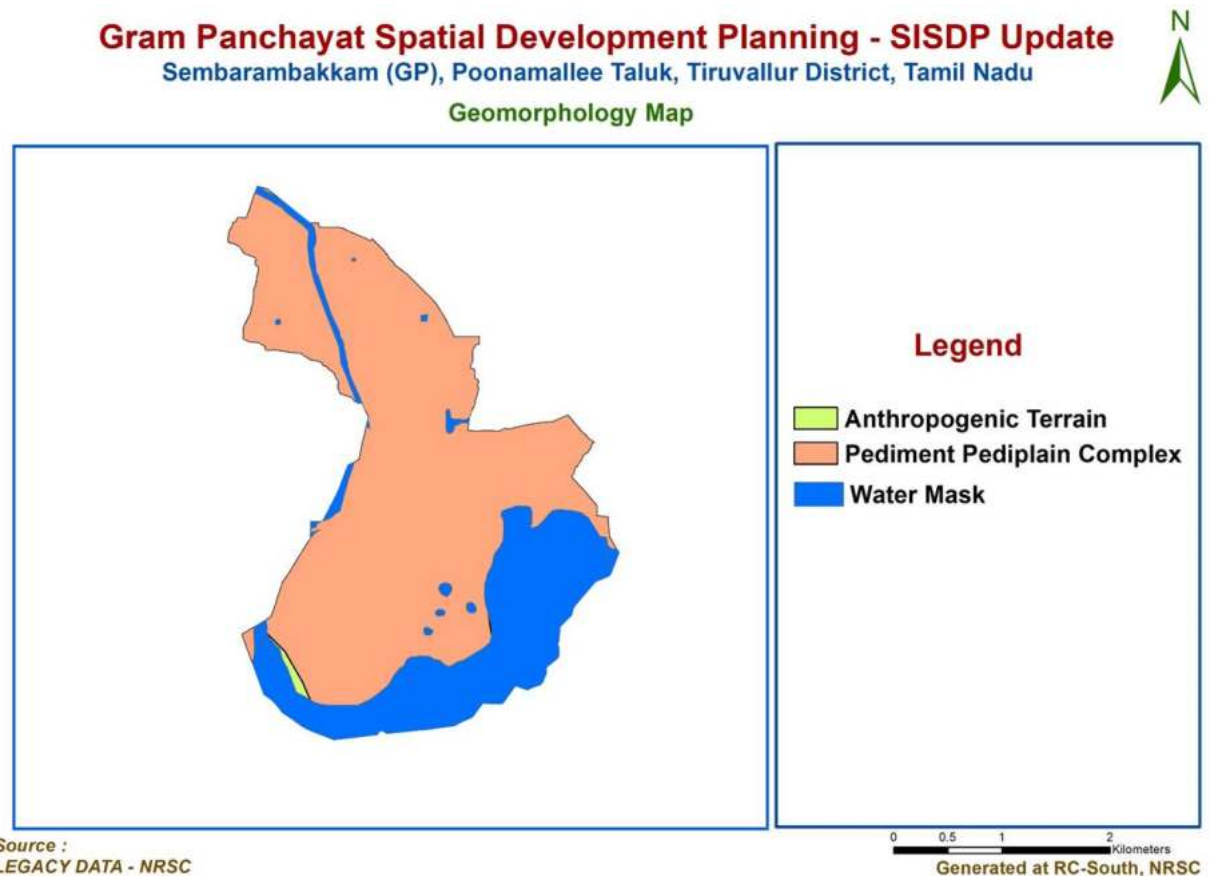 Gram Panchayat Spatial Development Planning - SISDP Update
N
Sembarambakkam (GP), Poonamallee Taluk, Tiruvallur District, Tamil Nadu
Geomorphology Map
Legend
Anthropogenic Terrain
Pediment Pediplain Complex
Water Mask
Source :
LEGACY DATA - NRSC
0 0.5 1 2
Kilometers
Generated at RC-South, NRSC